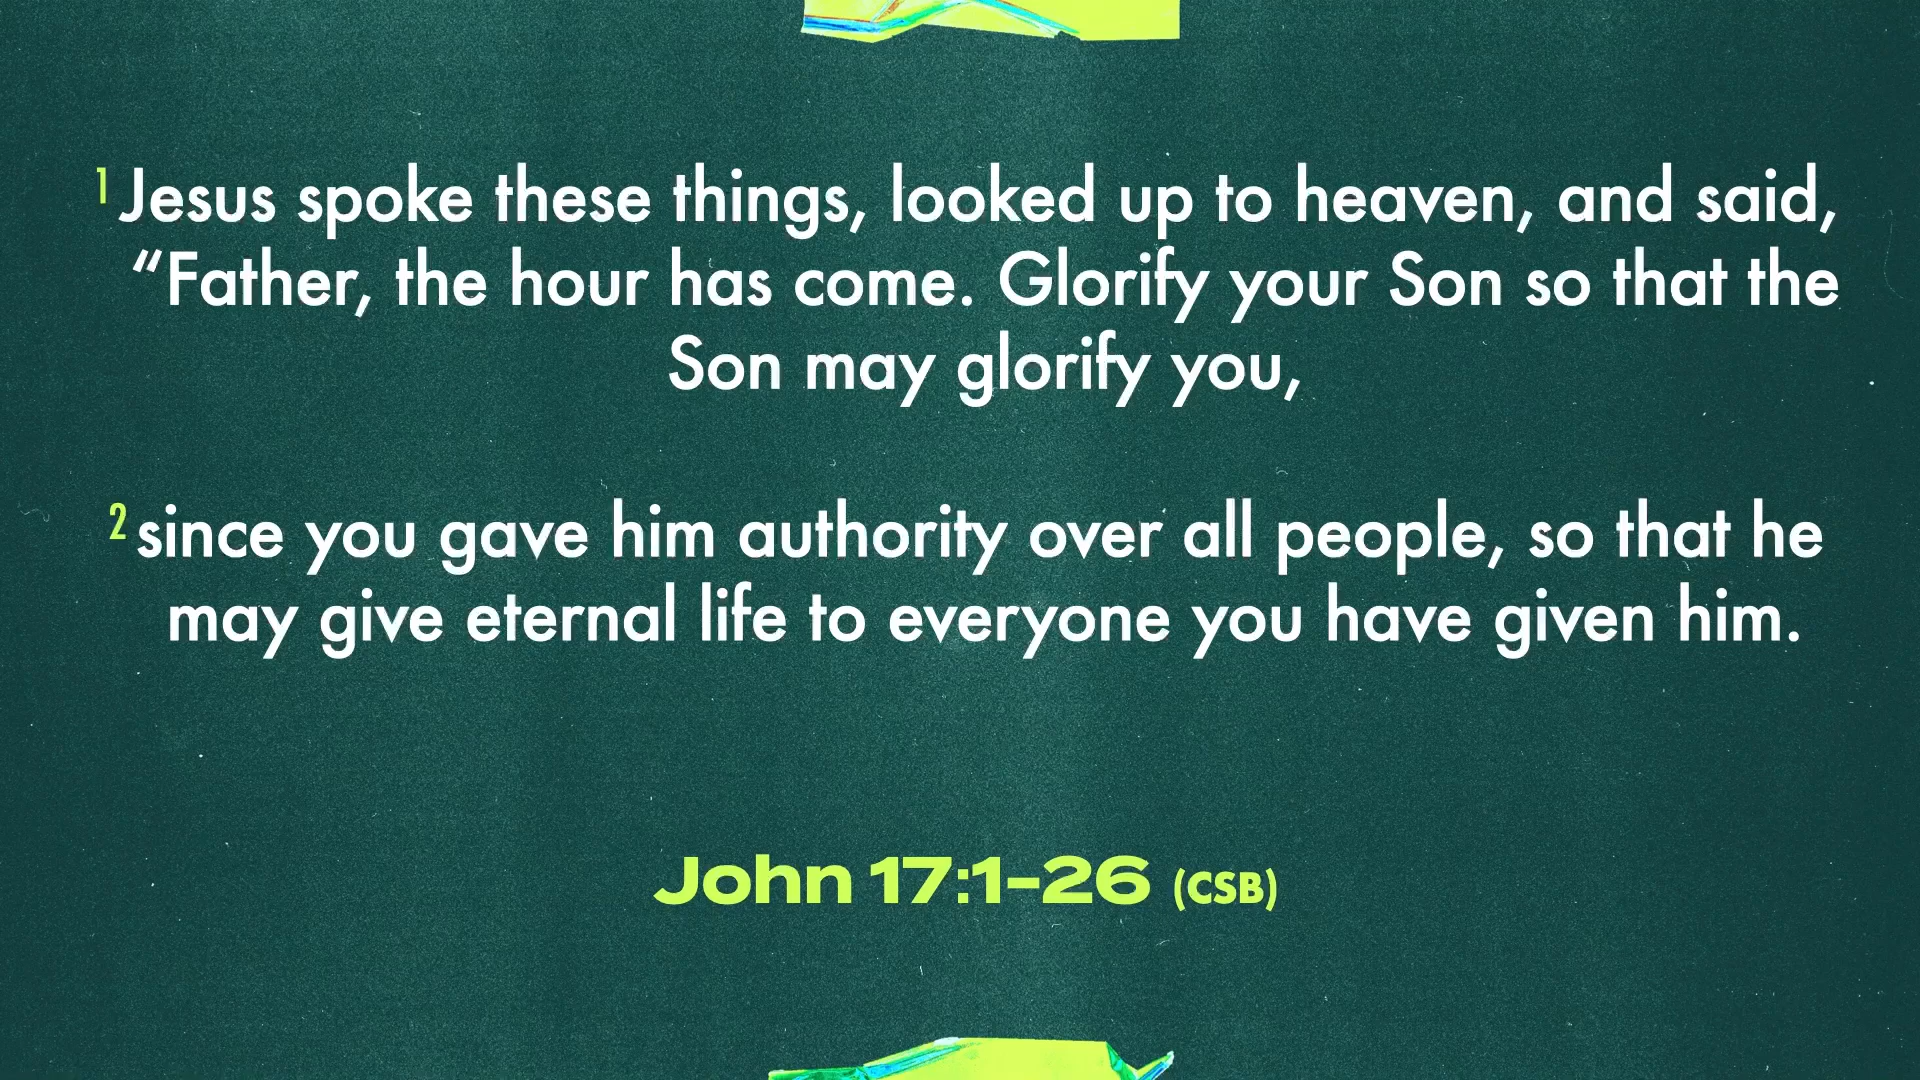 1 Jesus spoke these things, looked up to heaven, and said,
“Father, the hour has come. Glorify your Son so that the
Son may glorify you,
2 since you gave him authority over all people, so that he
may give eternal life to everyone you have given him.
John 17:1–26 (CSB)